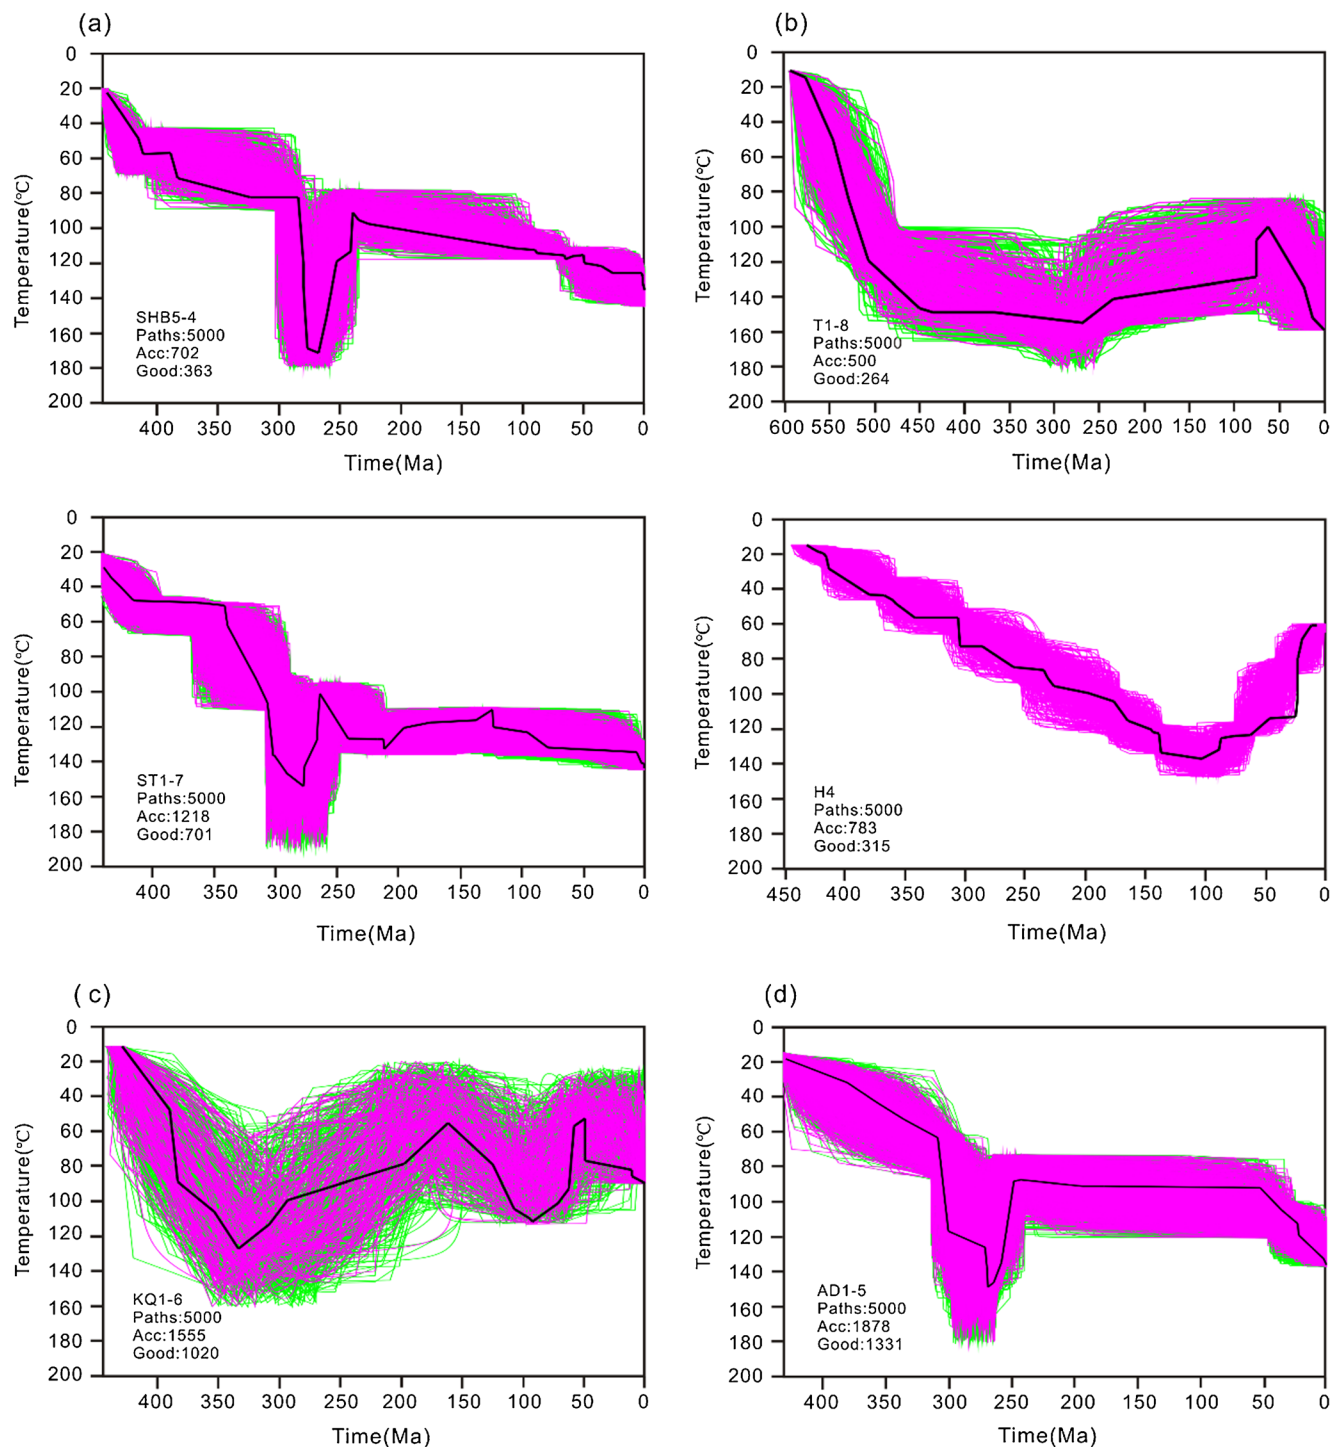 (a)
0
20
40
60
80
100
120
140
160
180
200
Temperature(℃)
SHB5-4
Paths:5000
Acc:702
Good:363
400 350 300 250 200 150 100 50 0
Time(Ma)
(b)
0
20
40
60
80
100
120
140
160
180
200
Temperature(℃)
T1-8
Paths:5000
Acc:500
Good:264
600 550 500 450 400 350 300 250 200 150 100 50 0
Time(Ma)
0
20
40
60
80
100
120
140
160
180
200
Temperature(℃)
ST1-7
Paths:5000
Acc:1218
Good:701
400 350 300 250 200 150 100 50 0
Time(Ma)
0
20
40
60
80
100
120
140
160
180
200
Temperature(℃)
H4
Paths:5000
Acc:783
Good:315
450 400 350 300 250 200 150 100 50 0
Time(Ma)
( c)
0
20
40
60
80
100
120
140
160
180
200
Temperature(℃)
KQ1-6
Paths:5000
Acc:1555
Good:1020
400 350 300 250 200 150 100 50 0
Time(Ma)
(d)
0
20
40
60
80
100
120
140
160
180
200
Temperature(℃)
AD1-5
Paths:5000
Acc:1878
Good:1331
400 350 300 250 200 150 100 50 0
Time(Ma)